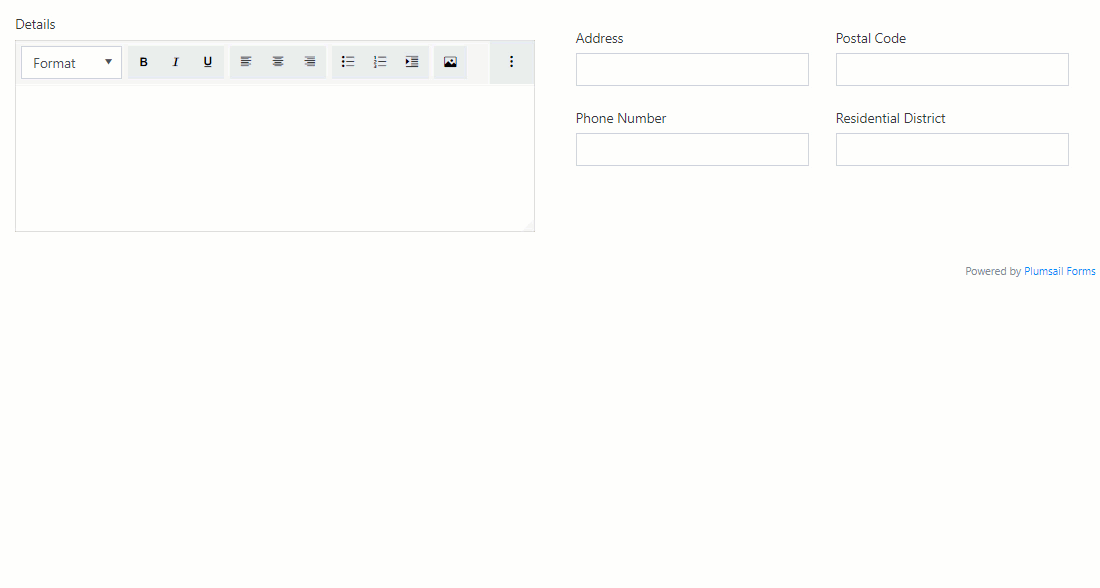 Details
Format
B I U
Address
Postal Code
Phone Number
Residential District
Powered by Plumsail Forms